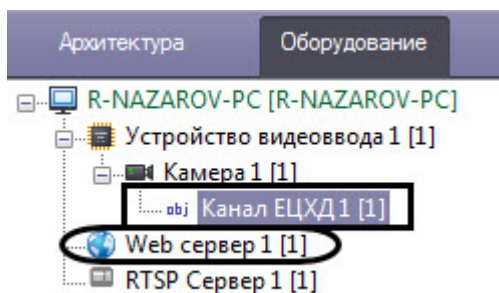 Архитектура
Оборудование
R-NAZAROV-PC [R-NAZAROV-PC]
Устройство видеоввода 1 [1]
Камера 1 [1]
obj Канал ЕЦХД 1 [1]
Web сервер 1 [1]
RTSP Сервер 1 [1]